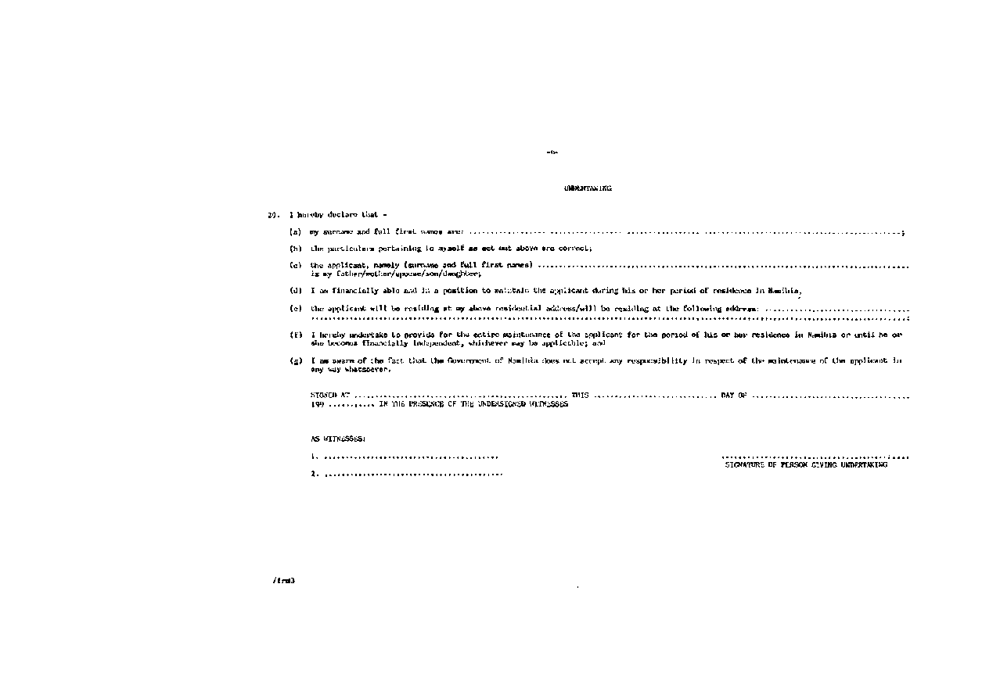 -6-
UNDERTAKING
20. I hereby declare that -
(a) my surname and full first names are: ................. ................................. ............... ...........................................;
(b) the particulars pertaining to myself as set out above are correct;
(c) the applicant, namely (surname and full first names) ..................................................................................
is my father/mother/spouse/son/daughter;
(d) I am financially able and in a position to maintain the applicant during his or her period of residence in Namibia;
(e) the applicant will be residing at my above residential address/will be residing at the following address: ................................
....................................................................................................................................;
(f) I hereby undertake to provide for the entire maintenance of the applicant for the period of his or her residence in Namibia or until he or
she becomes financially independent, whichever may be applicable; and
(g) I am aware of the fact that the Government of Namibia does not accept any responsibility in respect of the maintenance of the applicant in
any way whatsoever.
SIGNED AT ............................................... THIS ........................... DAY OF ...................................
199 ........... IN THE PRESENCE OF THE UNDERSIGNED WITNESSES
AS WITNESSES:
1. .......................................
.........................................
SIGNATURE OF PERSON GIVING UNDERTAKING
2. ........................................
/frm3